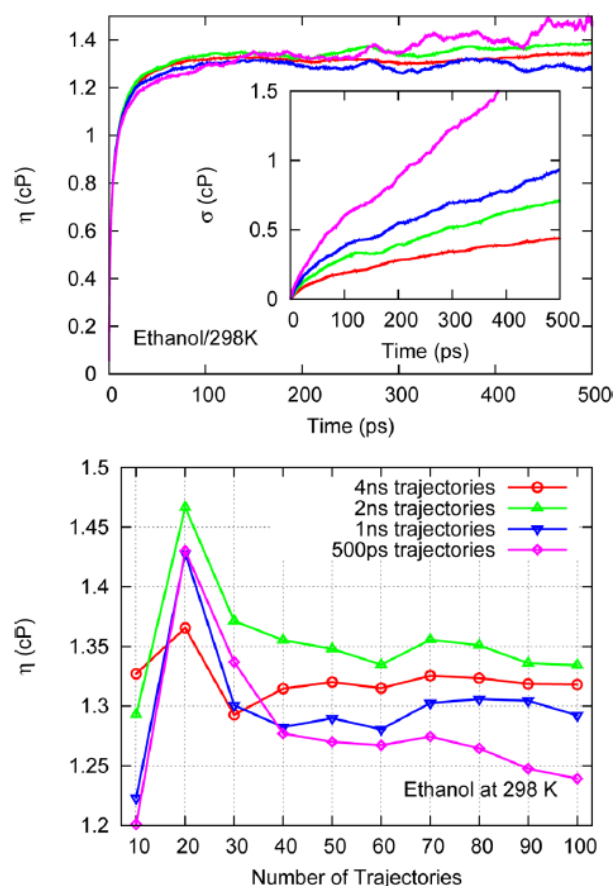 1.4
1.2
1
0.8
0.6
0.4
0.2
0
η (cP)
1.5
1
0.5
0
σ (cP)
0 100 200 300 400 500
Time (ps)
Ethanol/298K
0 100 200 300 400 500
Time (ps)
1.5
1.45
1.4
1.35
1.3
1.25
1.2
η (cP)
4ns trajectories
2ns trajectories
1ns trajectories
500ps trajectories
Ethanol at 298 K
10 20 30 40 50 60 70 80 90 100
Number of Trajectories